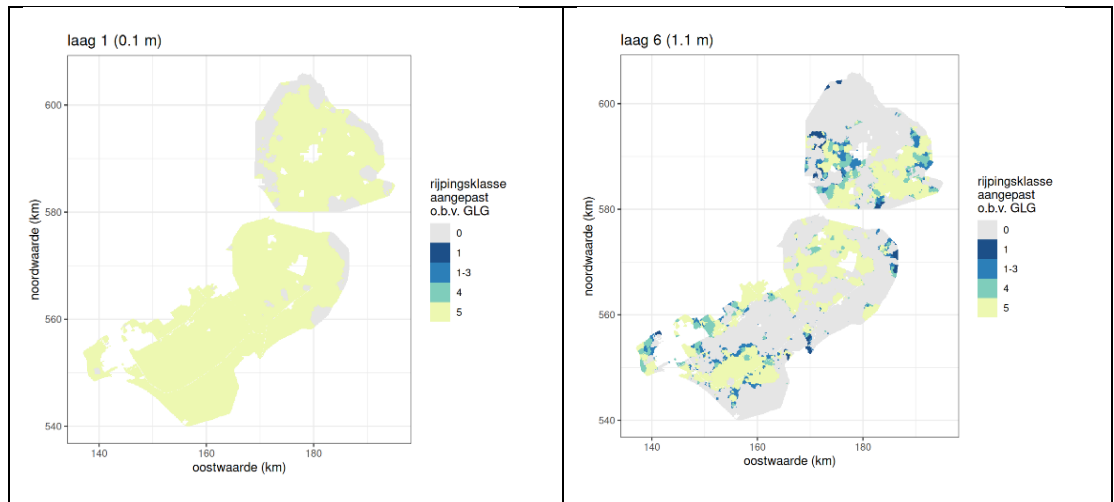 laag 1 (0.1 m)
600
580
560
540
noordwaarde (km)
140
160
180
oostwaarde (km)
rijpingsklasse
aangepast
o.b.v. GLG
0
1
1-3
4
5
laag 6 (1.1 m)
600
580
560
540
noordwaarde (km)
140
160
180
oostwaarde (km)
rijpingsklasse
aangepast
o.b.v. GLG
0
1
1-3
4
5